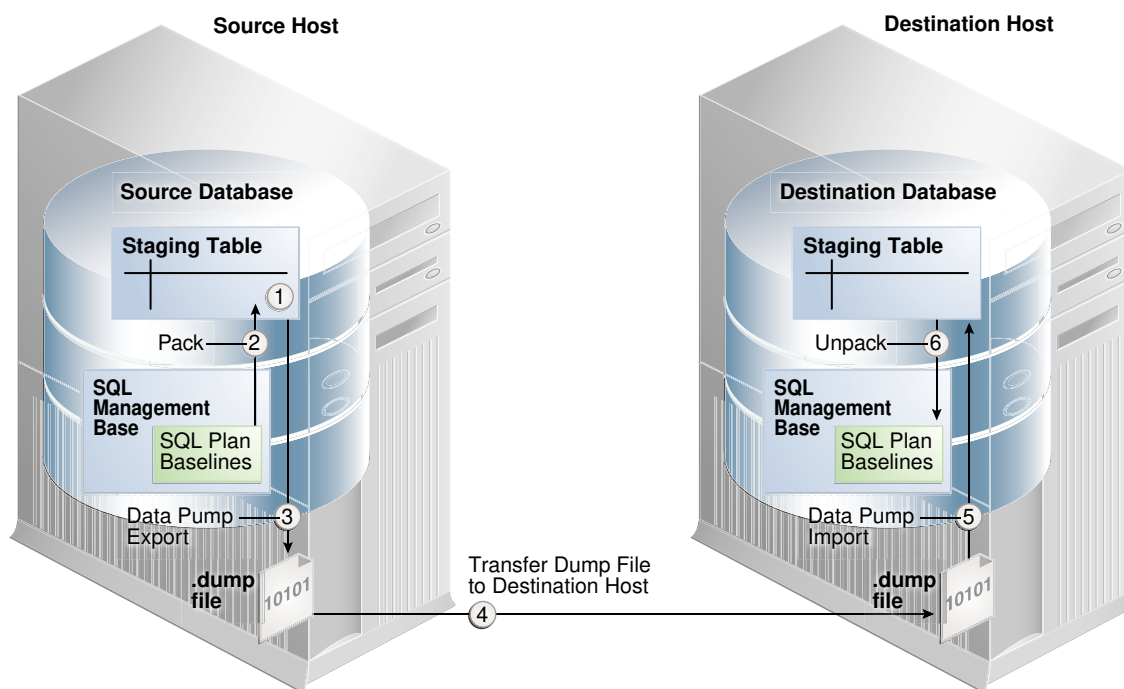 Source Host
Source Database
Staging Table
1
Pack
2
SQL
Management
Base
SQL Plan
Baselines
Data Pump
Export
3
.dump
file
10101
Transfer Dump File
to Destination Host
4
Destination Host
Destination Database
Staging Table
Unpack
6
SQL
Management
Base
SQL Plan
Baselines
Data Pump
Import
5
.dump
file
10101